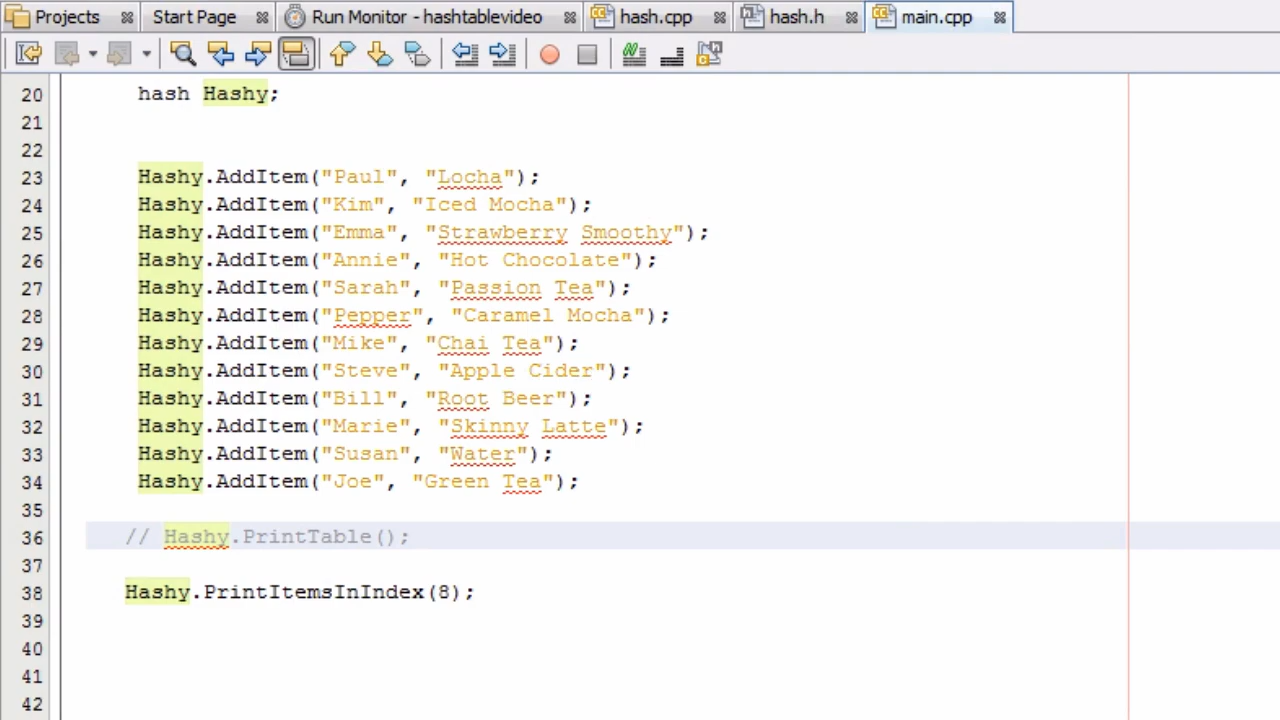 Projects Start Page Run Monitor - hashtablevideo hash.cpp hash.h main.cpp
20 hash Hashy;
21
22
23 Hashy.AddItem("Paul", "Locha");
24 Hashy.AddItem("Kim", "Iced Mocha");
25 Hashy.AddItem("Emma", "Strawberry Smoothy");
26 Hashy.AddItem("Annie", "Hot Chocolate");
27 Hashy.AddItem("Sarah", "Passion Tea");
28 Hashy.AddItem("Pepper", "Caramel Mocha");
29 Hashy.AddItem("Mike", "Chai Tea");
30 Hashy.AddItem("Steve", "Apple Cider");
31 Hashy.AddItem("Bill", "Root Beer");
32 Hashy.AddItem("Marie", "Skinny Latte");
33 Hashy.AddItem("Susan", "Water");
34 Hashy.AddItem("Joe", "Green Tea");
35
36 // Hashy.PrintTable();
37
38 Hashy.PrintItemsInIndex(8);
39
40
41
42